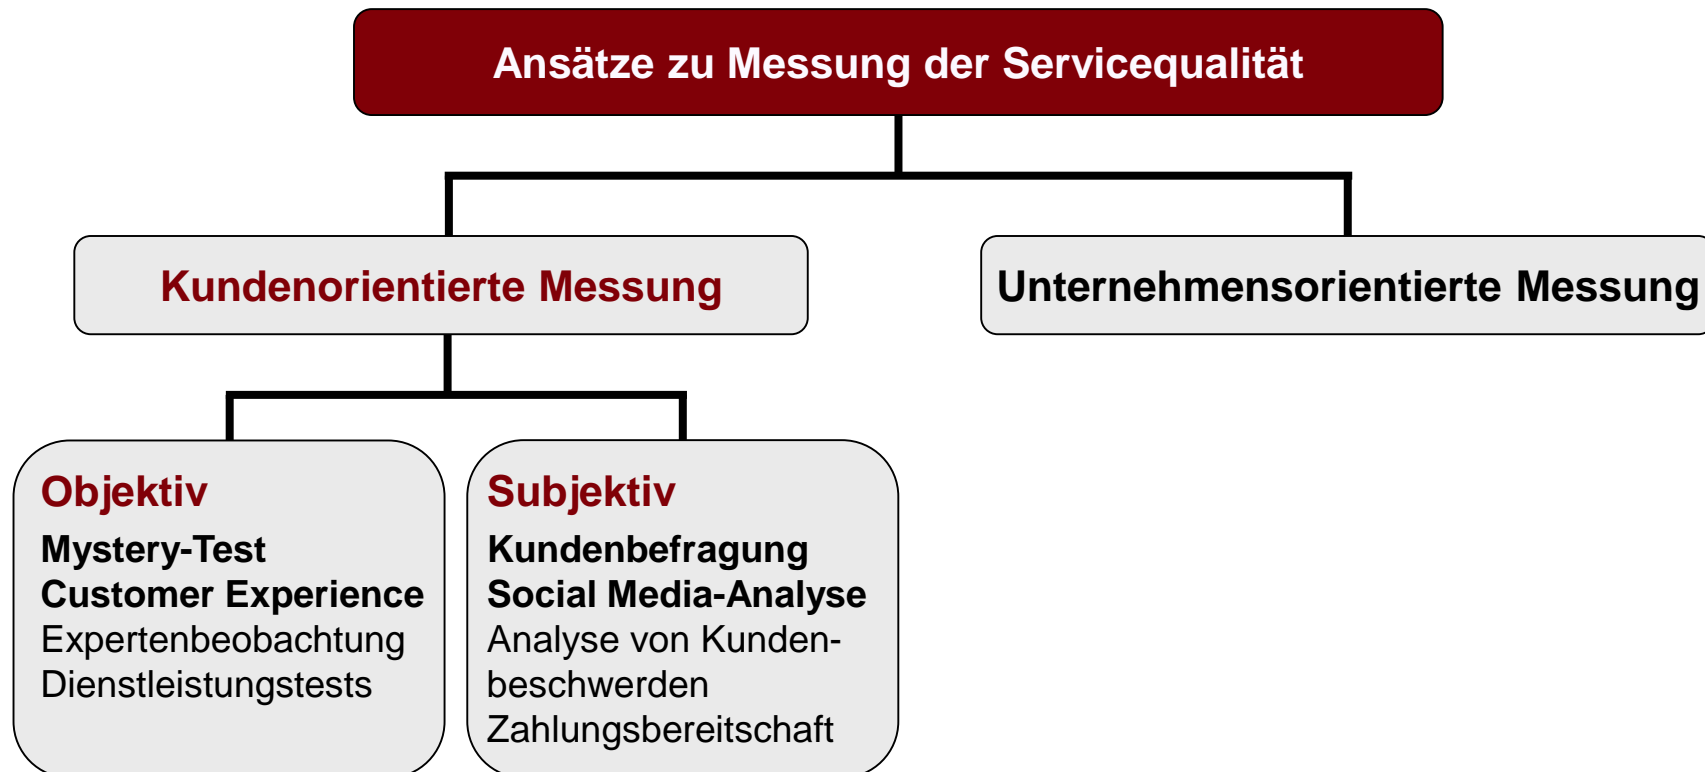 Ansätze zu Messung der Servicequalität
Kundenorientierte Messung
Unternehmensorientierte Messung
Objektiv
Mystery-Test
Customer Experience
Expertenbeobachtung
Dienstleistungstests
Subjektiv
Kundenbefragung
Social Media-Analyse
Analyse von Kunden-
beschwerden
Zahlungsbereitschaft